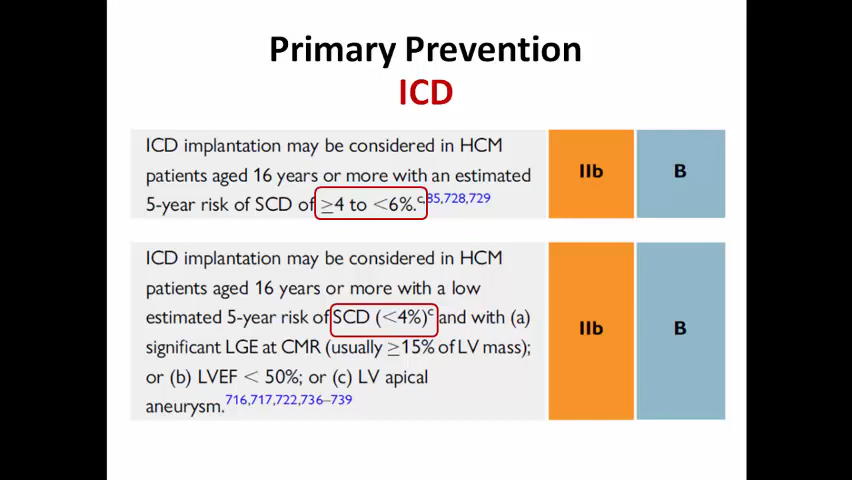 Primary Prevention
ICD
ICD implantation may be considered in HCM
patients aged 16 years or more with an estimated
5-year risk of SCD of ≥4 to <6%.c,85,728,729
IIb
B
ICD implantation may be considered in HCM
patients aged 16 years or more with a low
estimated 5-year risk of SCD (<4%)c and with (a)
significant LGE at CMR (usually ≥15% of LV mass);
or (b) LVEF < 50%; or (c) LV apical
aneurysm.716,717,722,736–739
IIb
B